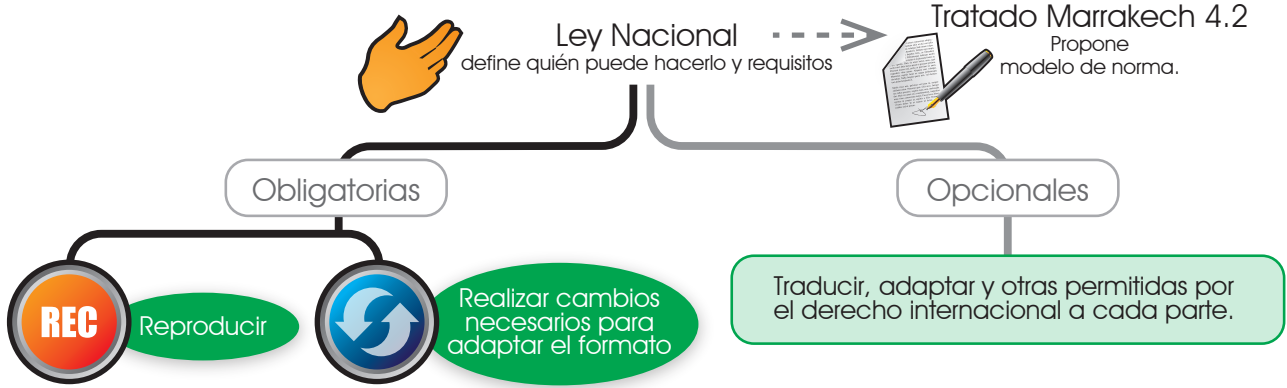 Ley Nacional
define quién puede hacerlo y requisitos
Tratado Marrakech 4.2
Propone
modelo de norma.
Obligatorias
Opcionales
REC
Reproducir
Realizar cambios
necesarios para
adaptar el formato
Traducir, adaptar y otras permitidas por
el derecho internacional a cada parte.